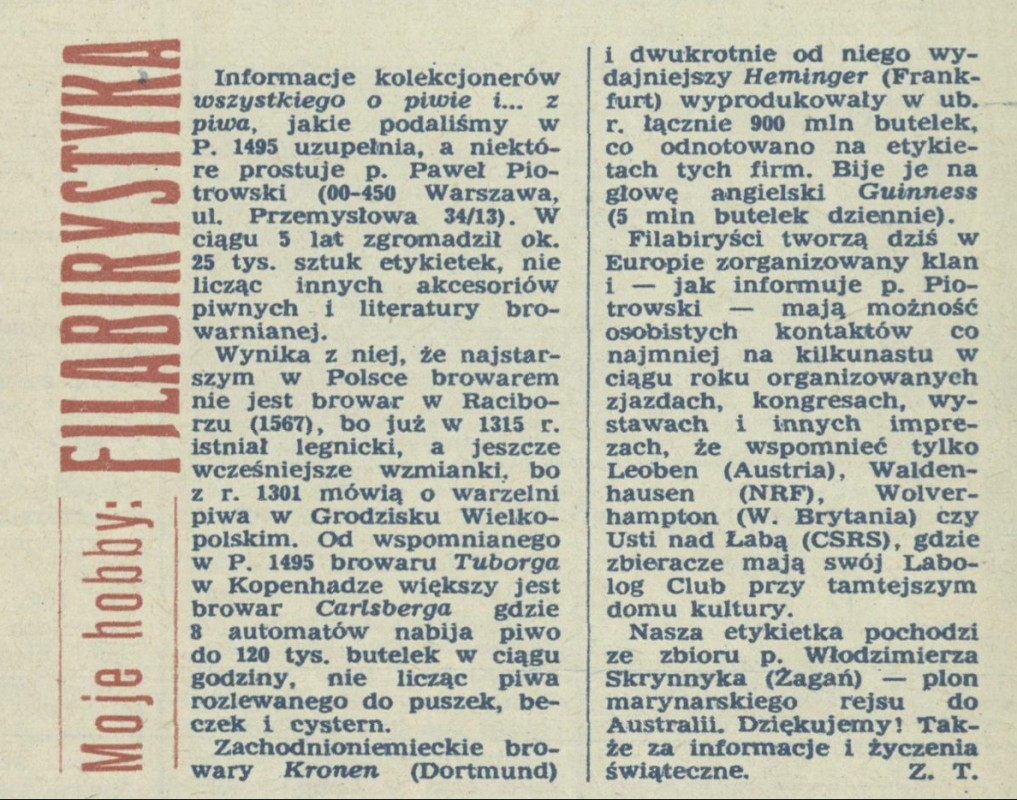 Moje hobby: FILABIRYSTYKA
Informacje kolekcjonerów
wszystkiego o piwie i... z
piwa, jakie podaliśmy w
P. 1495 uzupełnia, a niektó-
re prostuje p. Paweł Pio-
trowski (00-450 Warszawa,
ul. Przemysłowa 34/13). W
ciągu 5 lat zgromadził ok.
25 tys. sztuk etykietek, nie
licząc innych akcesoriów
piwnych i literatury bro-
warnianej.
Wynika z niej, że najstar-
szym w Polsce browarem
nie jest browar w Racibo-
rzu (1567), bo już w 1315 r.
istniał legnicki, a jeszcze
wcześniejsze wzmianki, bo
z r. 1301 mówią o warzelni
piwa w Grodzisku Wielko-
polskim. Od wspomnianego
w P. 1495 browaru Tuborga
w Kopenhadze większy jest
browar Carlsberga gdzie
8 automatów nabija piwo
do 120 tys. butelek w ciągu
godziny, nie licząc piwa
rozlewanego do puszek, be-
czek i cystern.
Zachodnioniemieckie bro-
wary Kronen (Dortmund)
i dwukrotnie od niego wy-
dajniejszy Heminger (Frank-
furt) wyprodukowały w ub.
r. łącznie 900 mln butelek,
co odnotowano na etykie-
tach tych firm. Bije je na
głowę angielski Guinness
(5 mln butelek dziennie).
Filabiryści tworzą dziś w
Europie zorganizowany klan
i — jak informuje p. Pio-
trowski — mają możność
osobistych kontaktów co
najmniej na kilkunastu w
ciągu roku organizowanych
zjazdach, kongresach, wy-
stawach i innych impre-
zach, że wspomnieć tylko
Leoben (Austria), Walden-
hausen (NRF), Wolver-
hampton (W. Brytania) czy
Usti nad Łabą (CSRS), gdzie
zbieracze mają swój Labo-
log Club przy tamtejszym
domu kultury.
Nasza etykietka pochodzi
ze zbioru p. Włodzimierza
Skrynnyka (Żagań) — plon
marynarskiego rejsu do
Australii. Dziękujemy! Tak-
że za informacje i życzenia
świąteczne. Z. T.